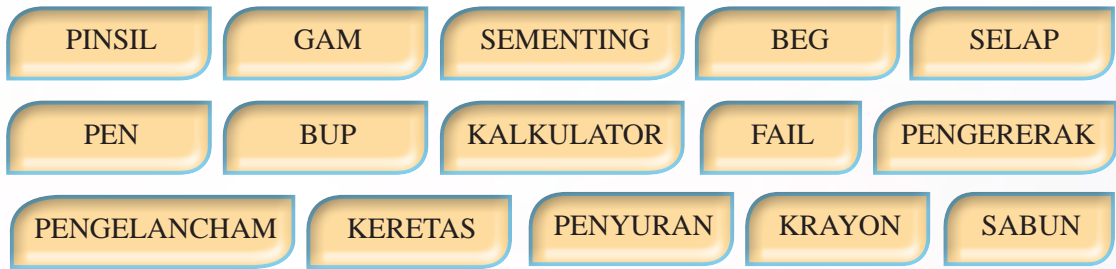 PINSIL GAM SEMENTING BEG SELAP
PEN BUP KALKULATOR FAIL PENGERERAK
PENGELANCHAM KERETAS PENYURAN KRAYON SABUN